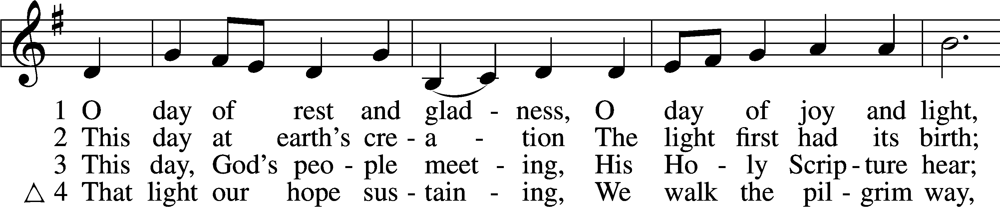 1 O day of rest and glad - ness, O day of joy and light,
2 This day at earth’s cre - a - tion The light first had its birth;
3 This day, God’s peo - ple meet - ing, His Ho - ly Scrip - ture hear;
△ 4 That light our hope sus - tain - ing, We walk the pil - grim way,